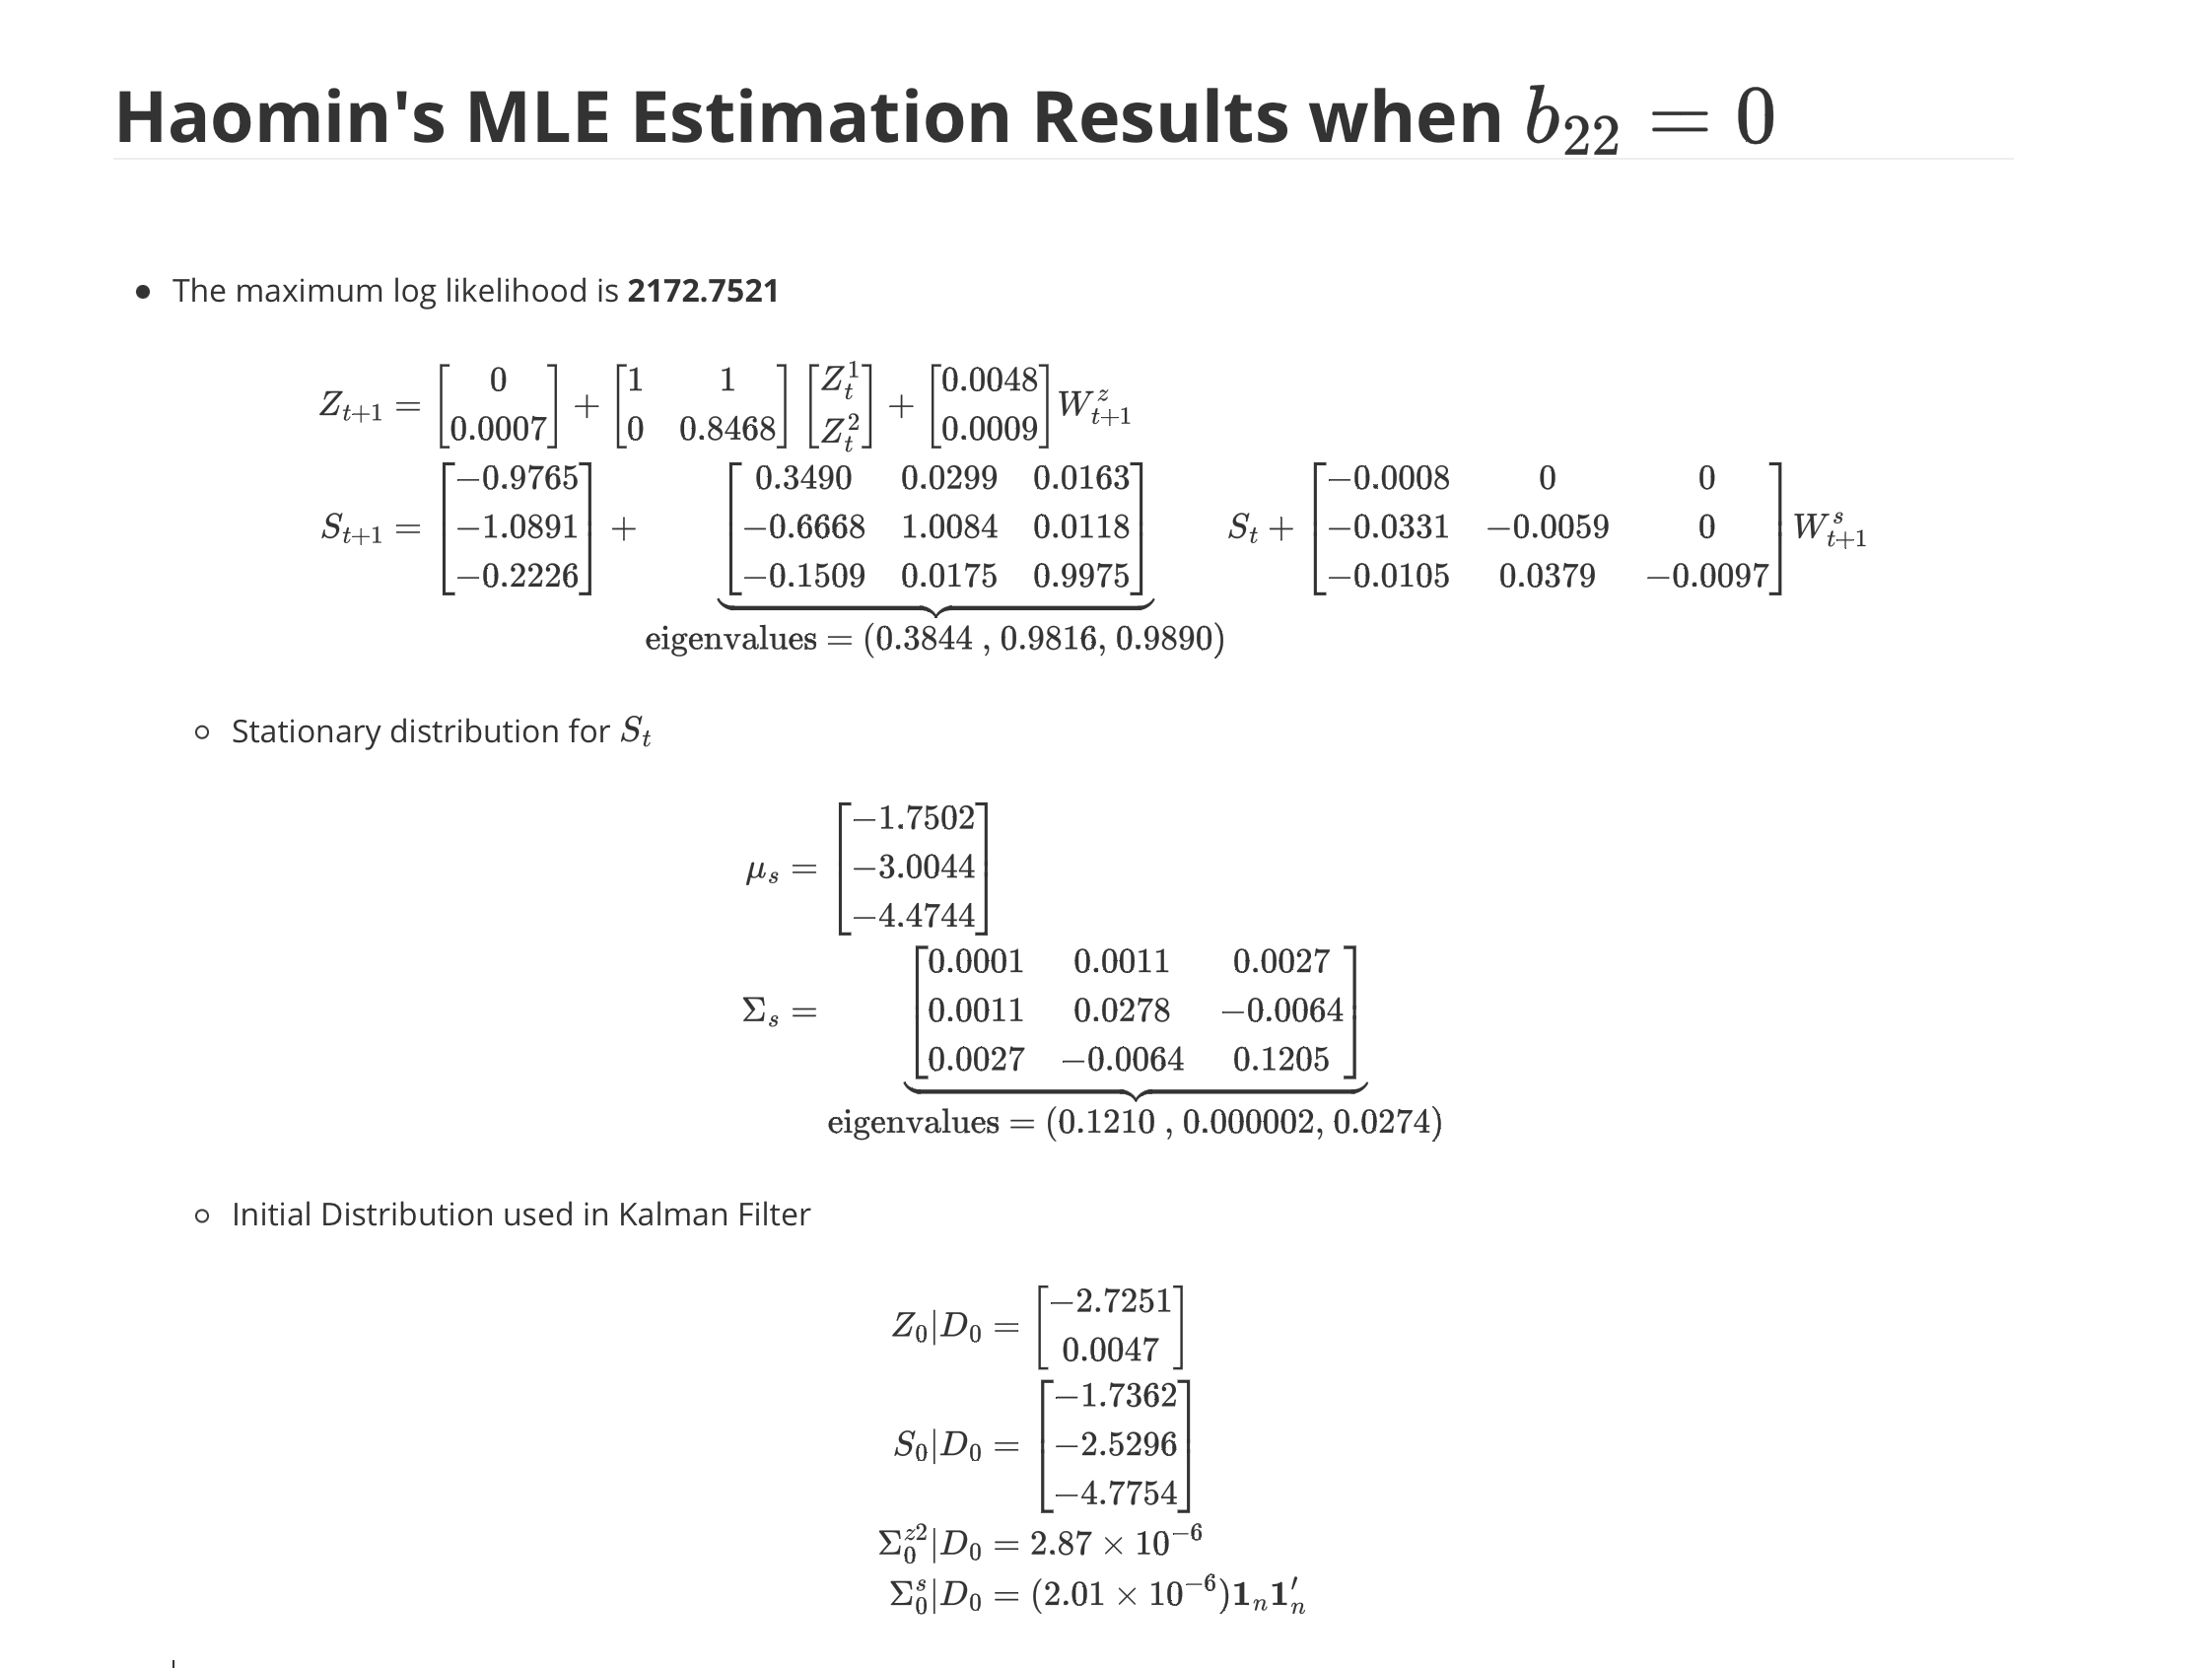 Haomin's MLE Estimation Results when $b_{22} = 0$
• The maximum log likelihood is **2172.7521**
$Z_{t+1} = \begin{bmatrix} 0 \\ 0.0007 \end{bmatrix} + \begin{bmatrix} 1 & 1 \\ 0 & 0.8468 \end{bmatrix} \begin{bmatrix} Z_t^1 \\ Z_t^2 \end{bmatrix} + \begin{bmatrix} 0.0048 \\ 0.0009 \end{bmatrix} W_{t+1}^z$
$S_{t+1} = \begin{bmatrix} -0.9765 \\ -1.0891 \\ -0.2226 \end{bmatrix} + \underbrace{\begin{bmatrix} 0.3490 & 0.0299 & 0.0163 \\ -0.6668 & 1.0084 & 0.0118 \\ -0.1509 & 0.0175 & 0.9975 \end{bmatrix}}_{\text{eigenvalues} = (0.3844\ , 0.9816, 0.9890)} S_t + \begin{bmatrix} -0.0008 & 0 & 0 \\ -0.0331 & -0.0059 & 0 \\ -0.0105 & 0.0379 & -0.0097 \end{bmatrix} W_{t+1}^s$
○ Stationary distribution for $S_t$
$\mu_s = \begin{bmatrix} -1.7502 \\ -3.0044 \\ -4.4744 \end{bmatrix}$
$\Sigma_s = \underbrace{\begin{bmatrix} 0.0001 & 0.0011 & 0.0027 \\ 0.0011 & 0.0278 & -0.0064 \\ 0.0027 & -0.0064 & 0.1205 \end{bmatrix}}_{\text{eigenvalues} = (0.1210\ , 0.000002, 0.0274)}$
○ Initial Distribution used in Kalman Filter
$Z_0|D_0 = \begin{bmatrix} -2.7251 \\ 0.0047 \end{bmatrix}$
$S_0|D_0 = \begin{bmatrix} -1.7362 \\ -2.5296 \\ -4.7754 \end{bmatrix}$
$\Sigma_0^{z2}|D_0 = 2.87 \times 10^{-6}$
$\Sigma_0^s|D_0 = (2.01 \times 10^{-6})\mathbf{1}_n\mathbf{1}_n'$